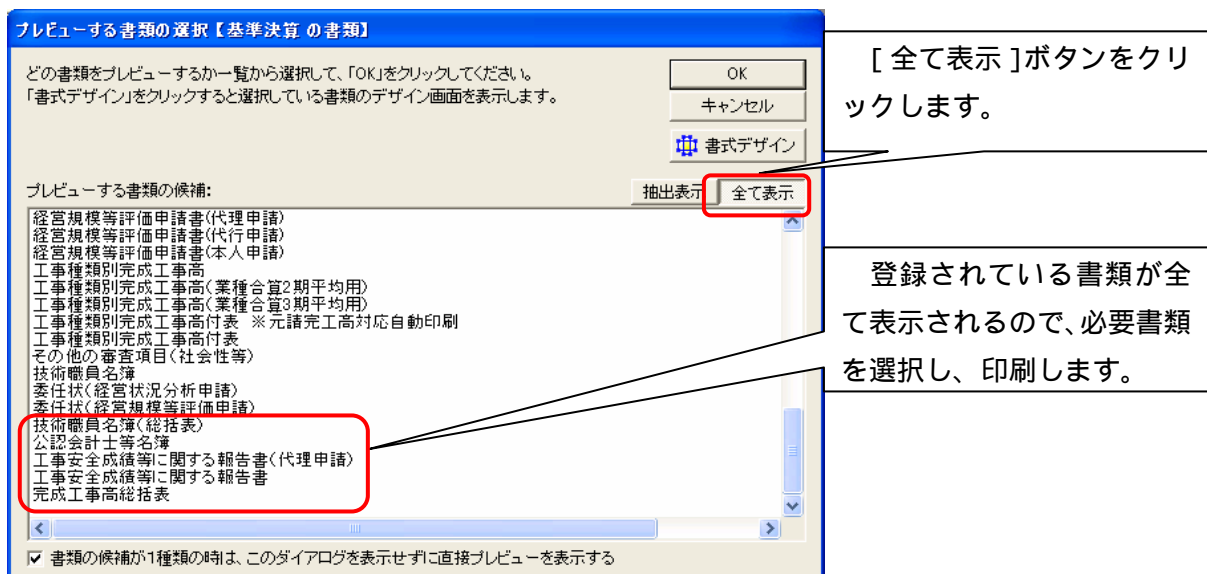 プレビューする書類の選択【基準決算 の書類】
どの書類をプレビューするか一覧から選択して、「OK」をクリックしてください。
「書式デザイン」をクリックすると選択している書類のデザイン画面を表示します。
OK
キャンセル
書式デザイン
プレビューする書類の候補:
抽出表示
全て表示
経営規模等評価申請書(代理申請)
経営規模等評価申請書(代行申請)
経営規模等評価申請書(本人申請)
工事種類別完成工事高
工事種類別完成工事高(業種合算2期平均用)
工事種類別完成工事高(業種合算3期平均用)
工事種類別完成工事高付表 ※元請完工高対応自動印刷
工事種類別完成工事高付表
その他の審査項目(社会性等)
技術職員名簿
委任状(経営状況分析申請)
委任状(経営規模等評価申請)
技術職員名簿(総括表)
公認会計士等名簿
工事安全成績等に関する報告書(代理申請)
工事安全成績等に関する報告書
完成工事高総括表
書類の候補が1種類の時は、このダイアログを表示せずに直接プレビューを表示する
[全て表示]ボタンをクリ
ックします。
登録されている書類が全
て表示されるので、必要書類
を選択し、印刷します。